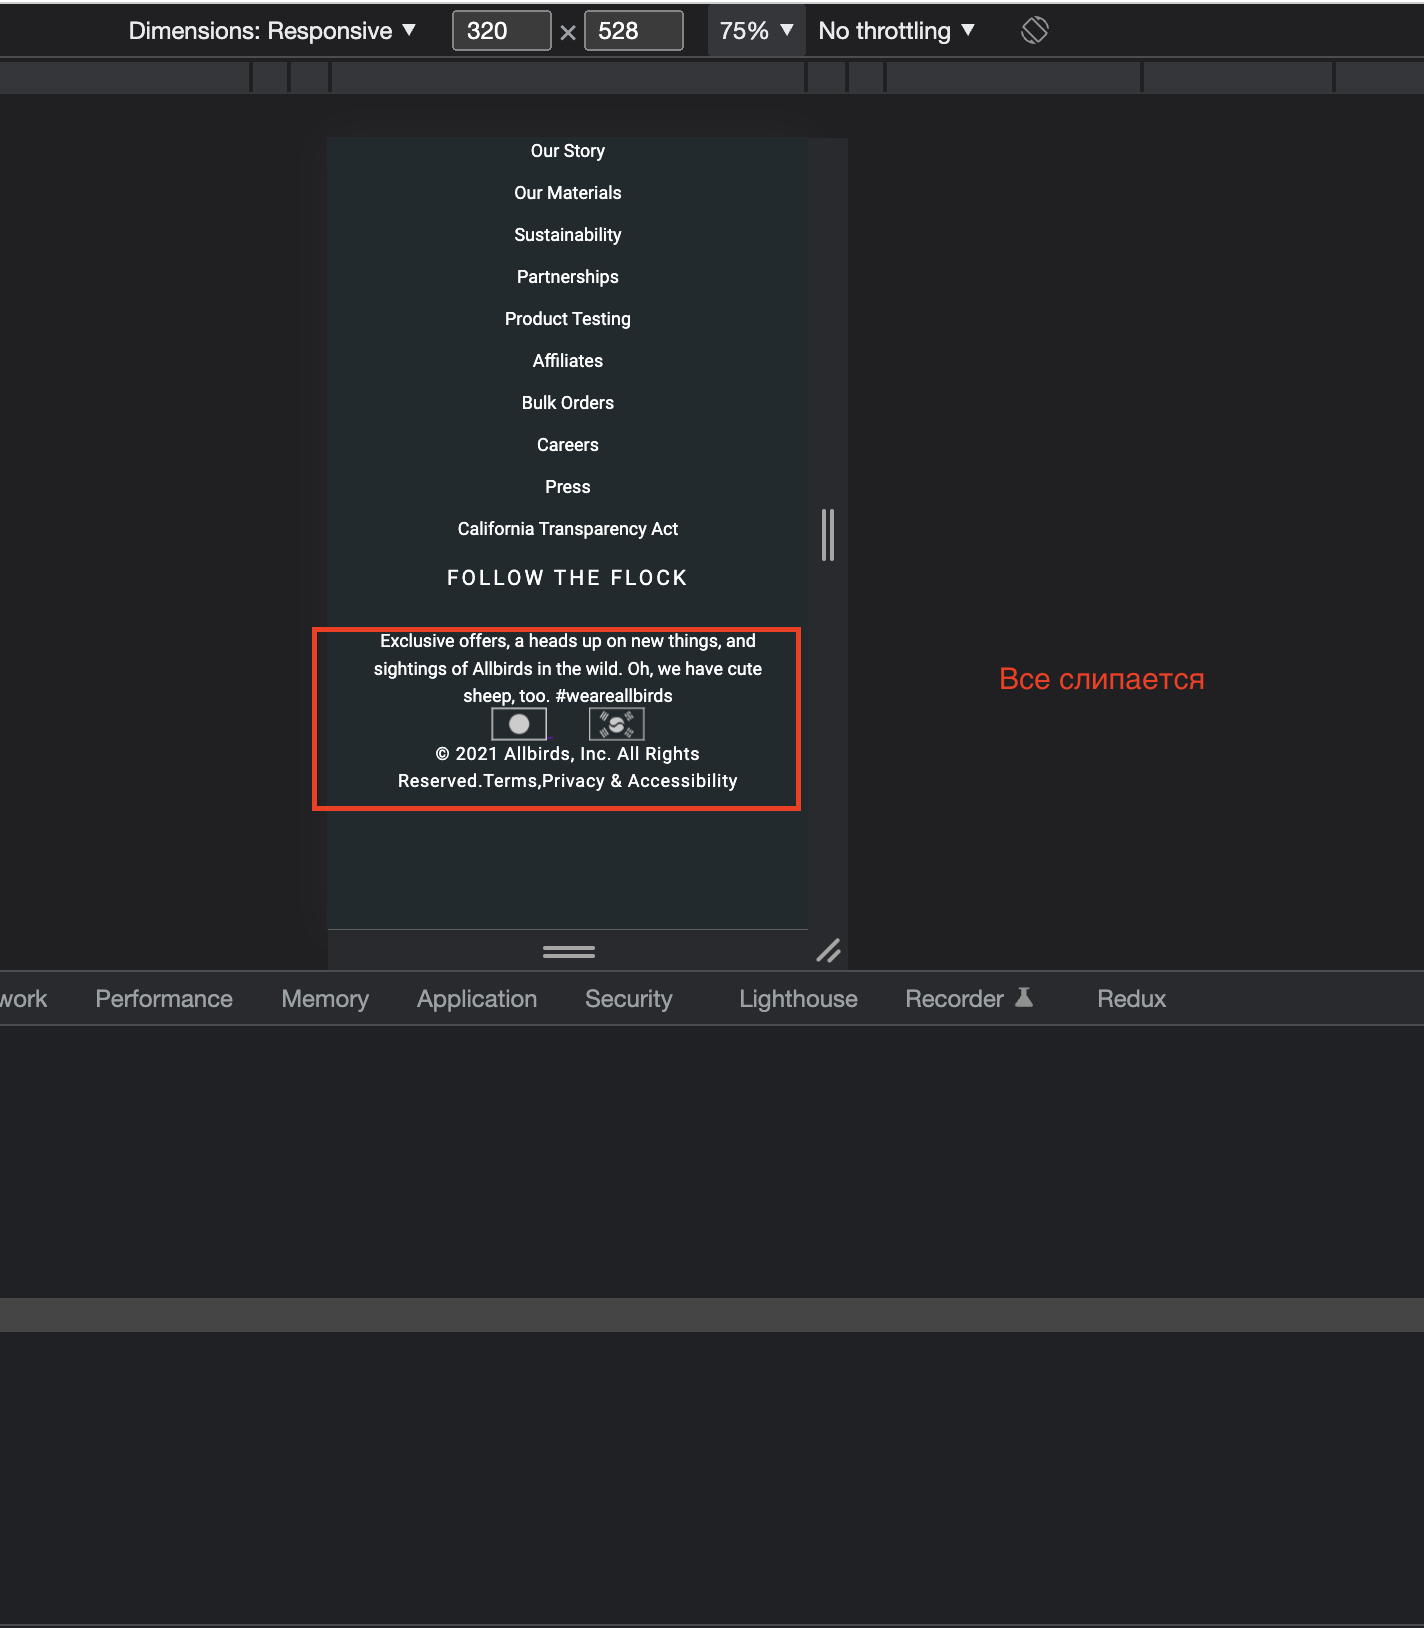 Dimensions: Responsive ▼ 320 × 528 75% ▼ No throttling ▼
Our Story
Our Materials
Sustainability
Partnerships
Product Testing
Affiliates
Bulk Orders
Careers
Press
California Transparency Act
FOLLOW THE FLOCK
Exclusive offers, a heads up on new things, and
sightings of Allbirds in the wild. Oh, we have cute
sheep, too. #weareallbirds
© 2021 Allbirds, Inc. All Rights
Reserved.Terms,Privacy & Accessibility
Все слипается
work Performance Memory Application Security Lighthouse Recorder Redux